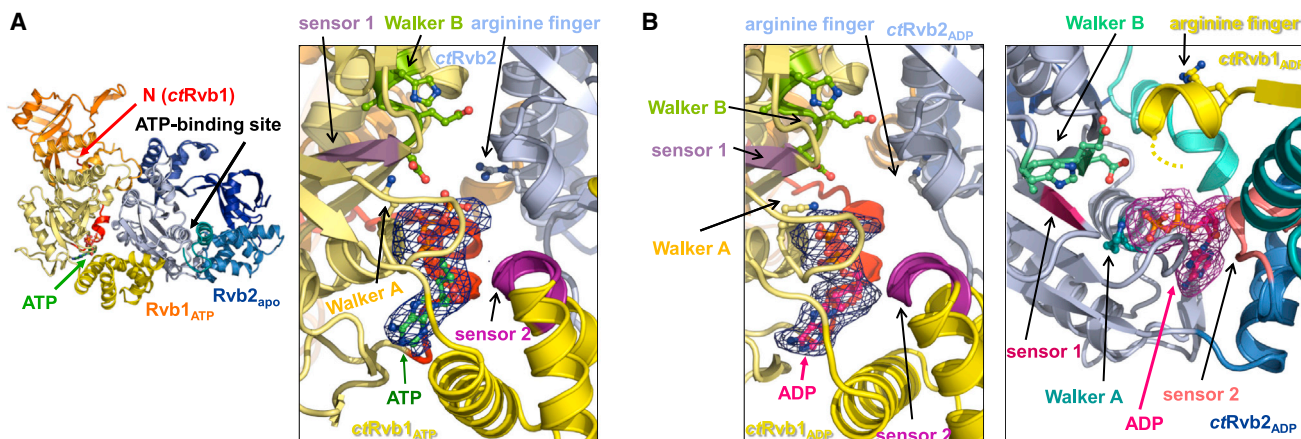 A
N (ctRvb1)
ATP-binding site
ATP
Rvb1ATP
Rvb2apo
sensor 1
Walker B
arginine finger
ctRvb2
Walker A
sensor 2
ATP
ctRvb1ATP
B
arginine finger
ctRvb2ADP
Walker B
sensor 1
Walker A
ADP
sensor 2
ctRvb1ADP
Walker B
arginine finger
ctRvb1ADP
sensor 1
Walker A
ADP
sensor 2
ctRvb2ADP